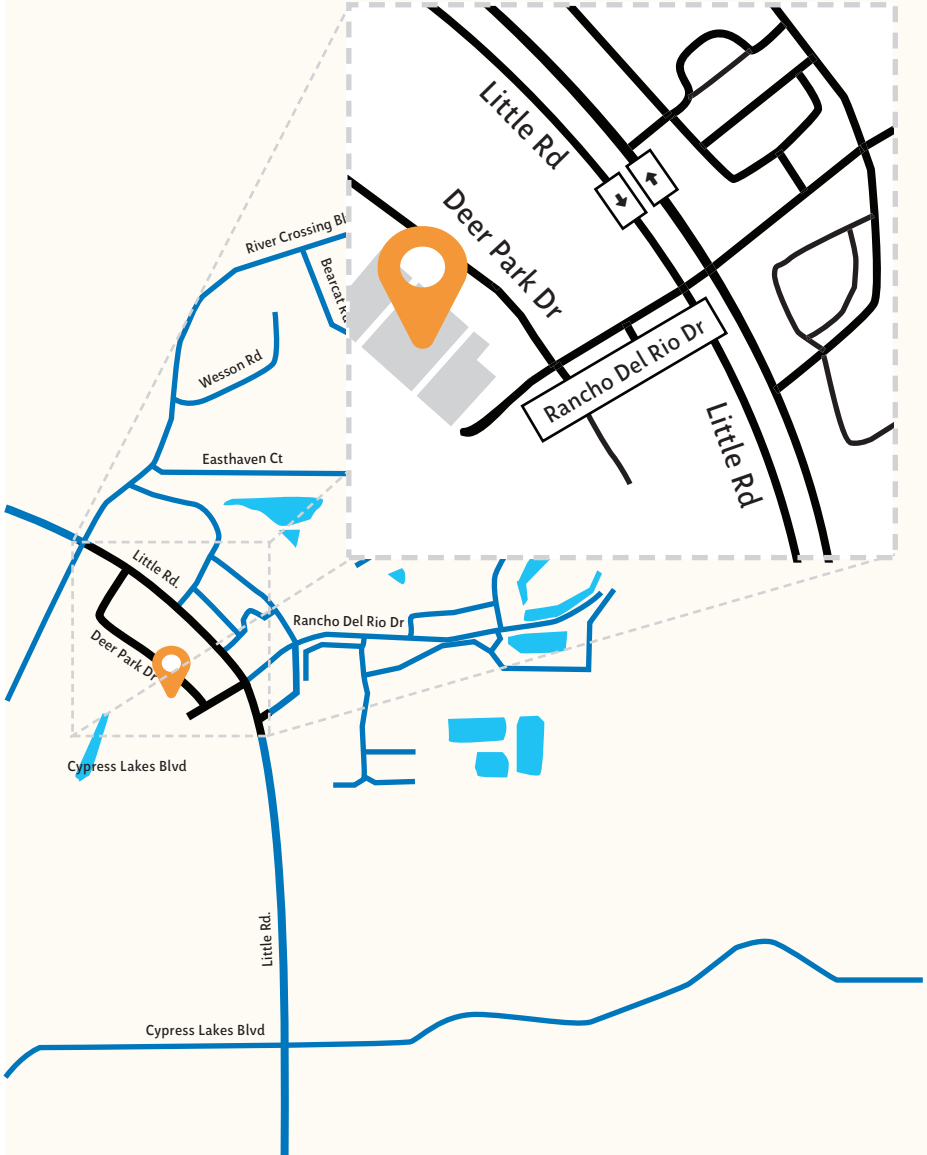 Little Rd
Deer Park Dr
River Crossing Bl
Bearcat R
Rancho Del Rio Dr
Wesson Rd
Little Rd
Easthaven Ct
Little Rd.
Rancho Del Rio Dr
Deer Park Dr
Cypress Lakes Blvd
Little Rd.
Cypress Lakes Blvd